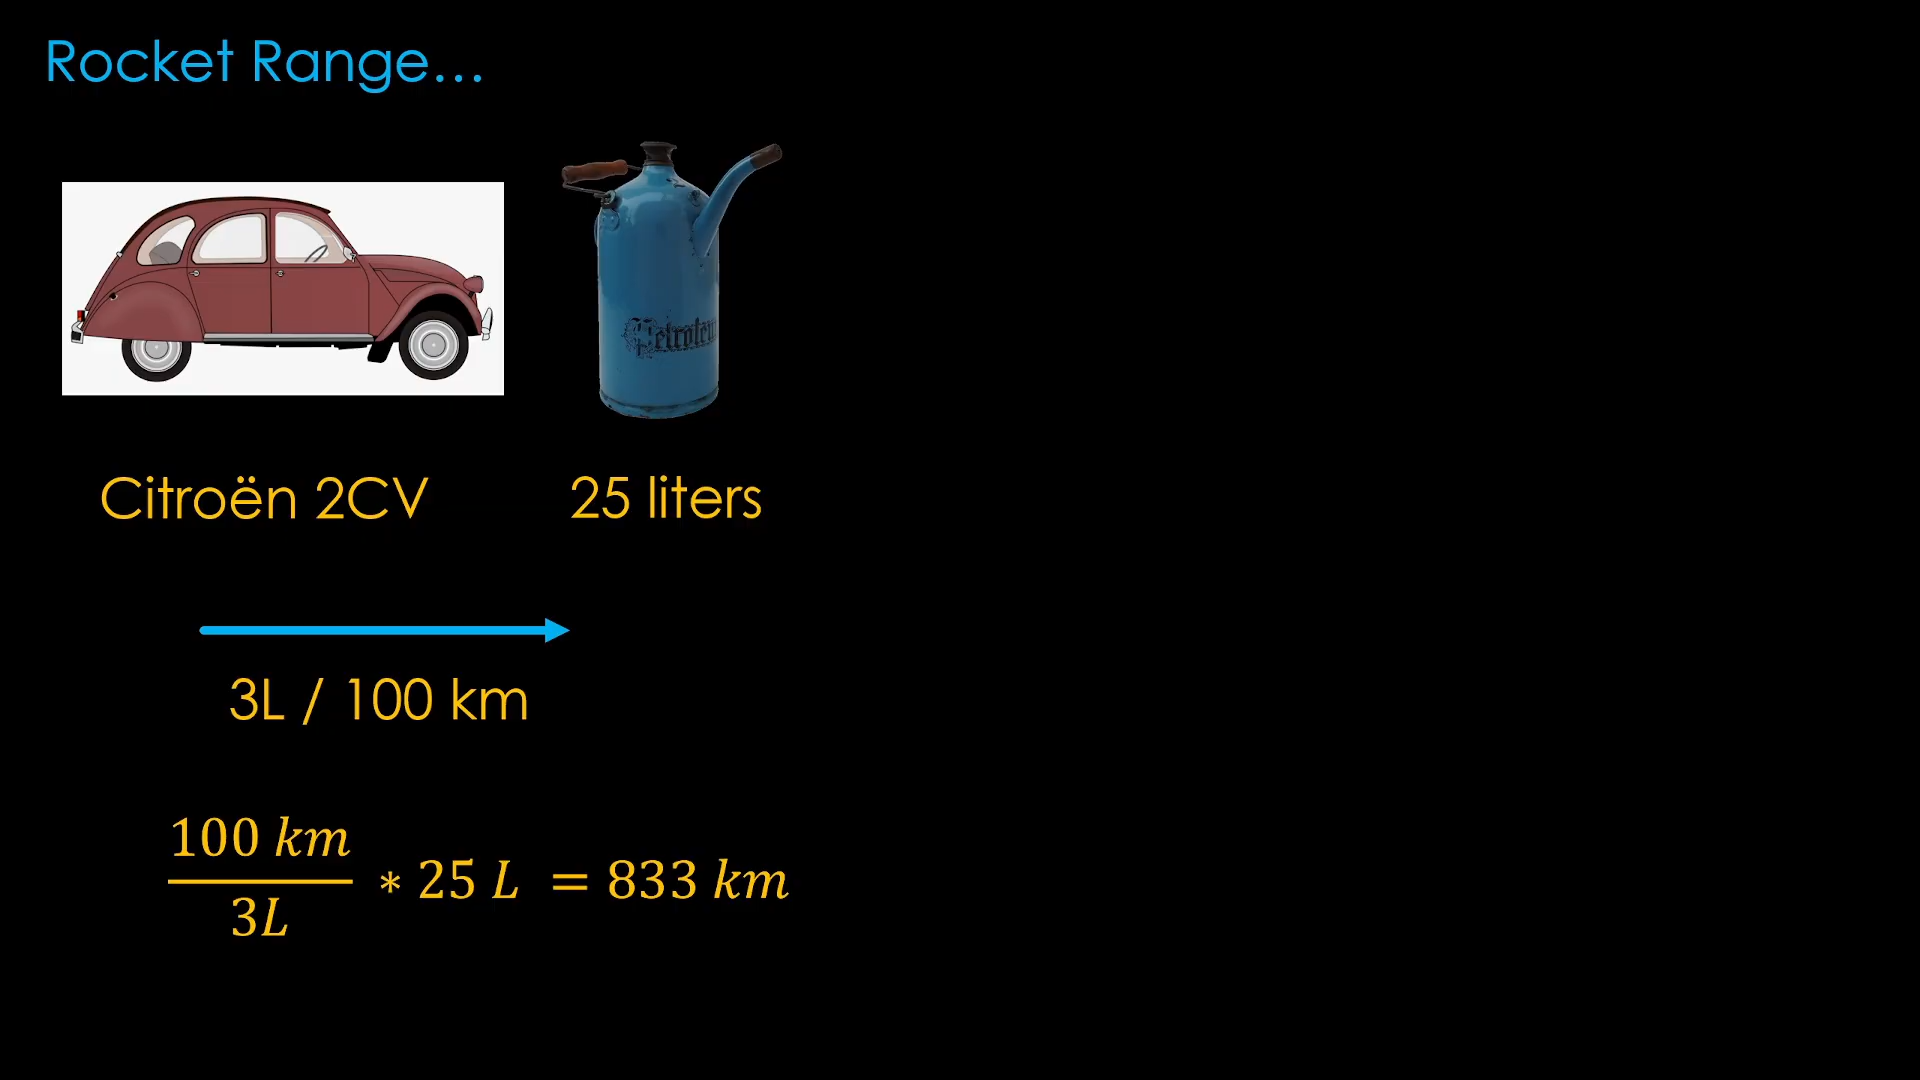 Rocket Range...
Citroën 2CV
25 liters
3L / 100 km
100 km
3L
* 25 L = 833 km